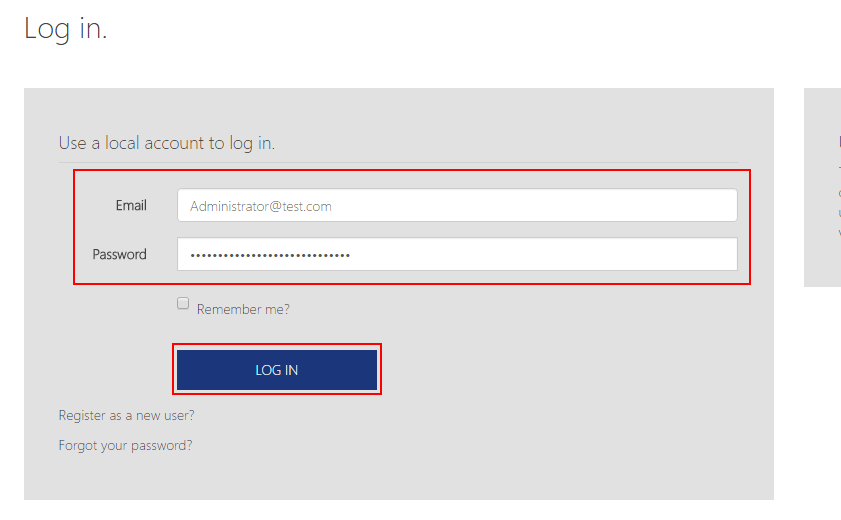 Log in.
Use a local account to log in.
Email
Administrator@test.com
Password
••••••••••••••••••••••••••••
Remember me?
LOG IN
Register as a new user?
Forgot your password?